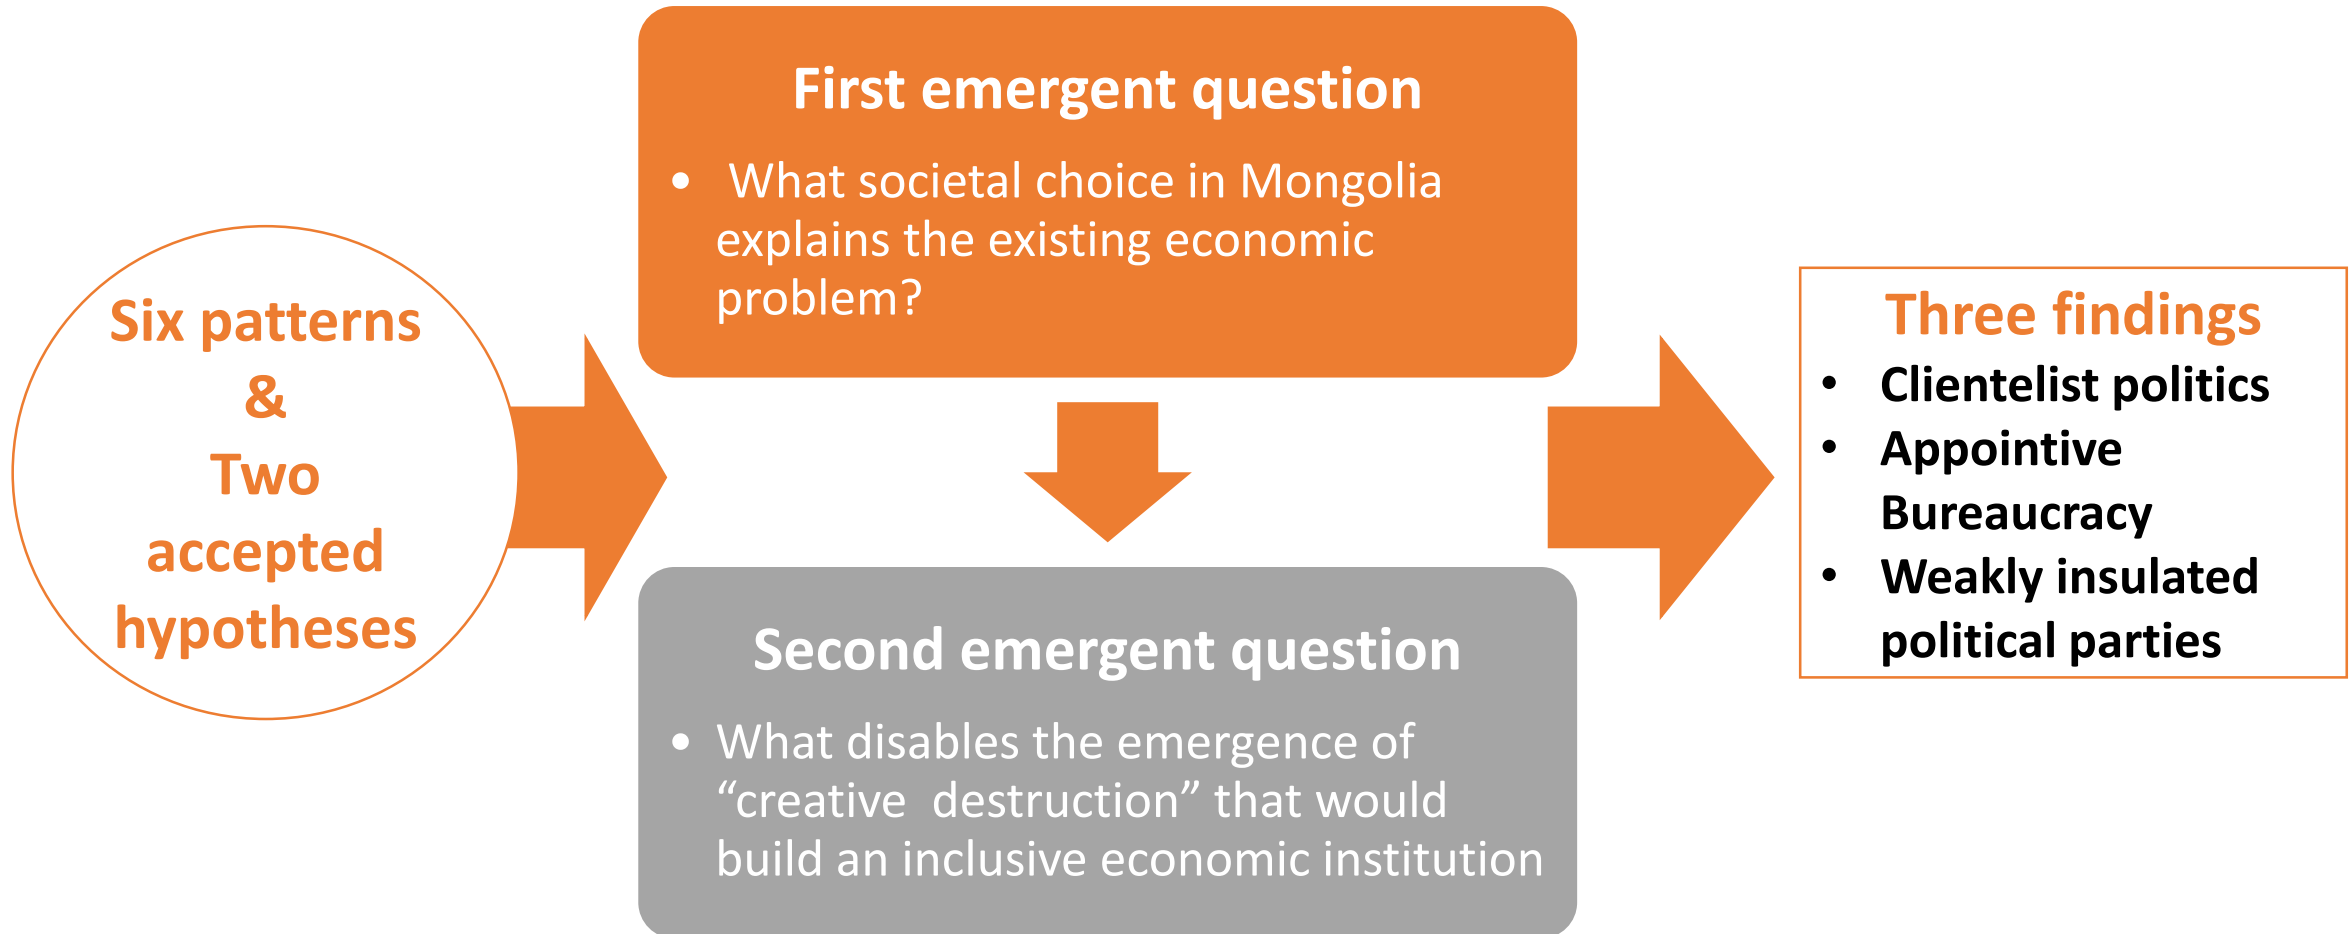 Six patterns
&
Two
accepted
hypotheses
First emergent question
• What societal choice in Mongolia
explains the existing economic
problem?
Second emergent question
• What disables the emergence of
“creative  destruction” that would
build an inclusive economic institution
Three findings
• Clientelist politics
• Appointive
Bureaucracy
• Weakly insulated
political parties